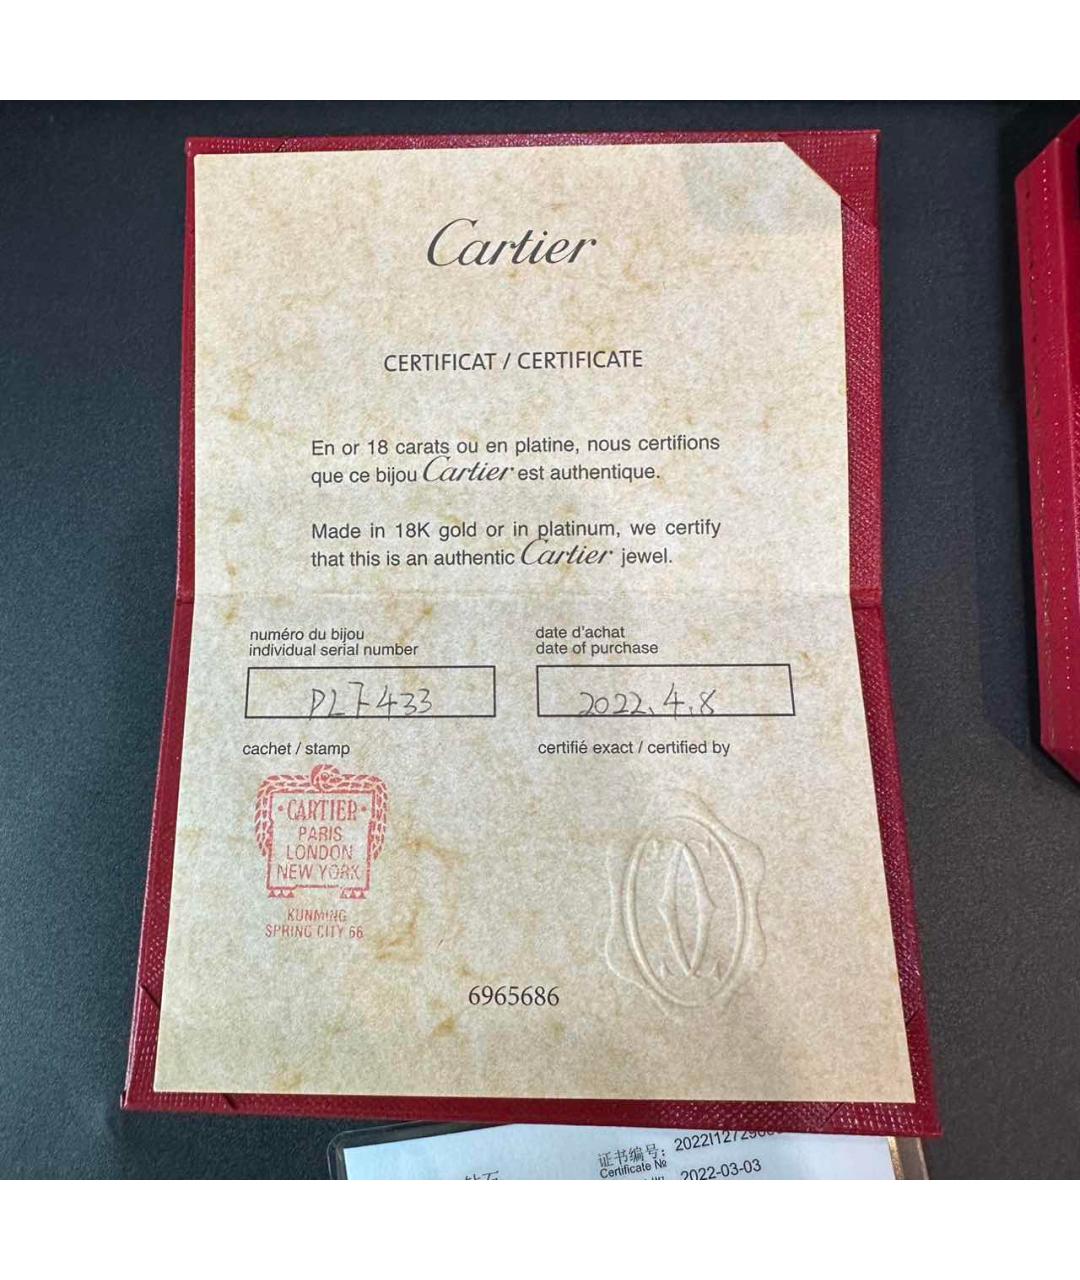 Cartier
CERTIFICAT / CERTIFICATE
En or 18 carats ou en platine, nous certifions
que ce bijou Cartier est authentique.
Made in 18K gold or in platinum, we certify
that this is an authentic Cartier jewel.
numéro du bijou
individual serial number
PL7433
date d'achat
date of purchase
2022.4.8
cachet / stamp
certifié exact / certified by
·CARTIER·
PARIS
LONDON
NEW YORK
KUNMING
SPRING CITY 66
6965686
证书编号:
Certificate №
2022-03-03